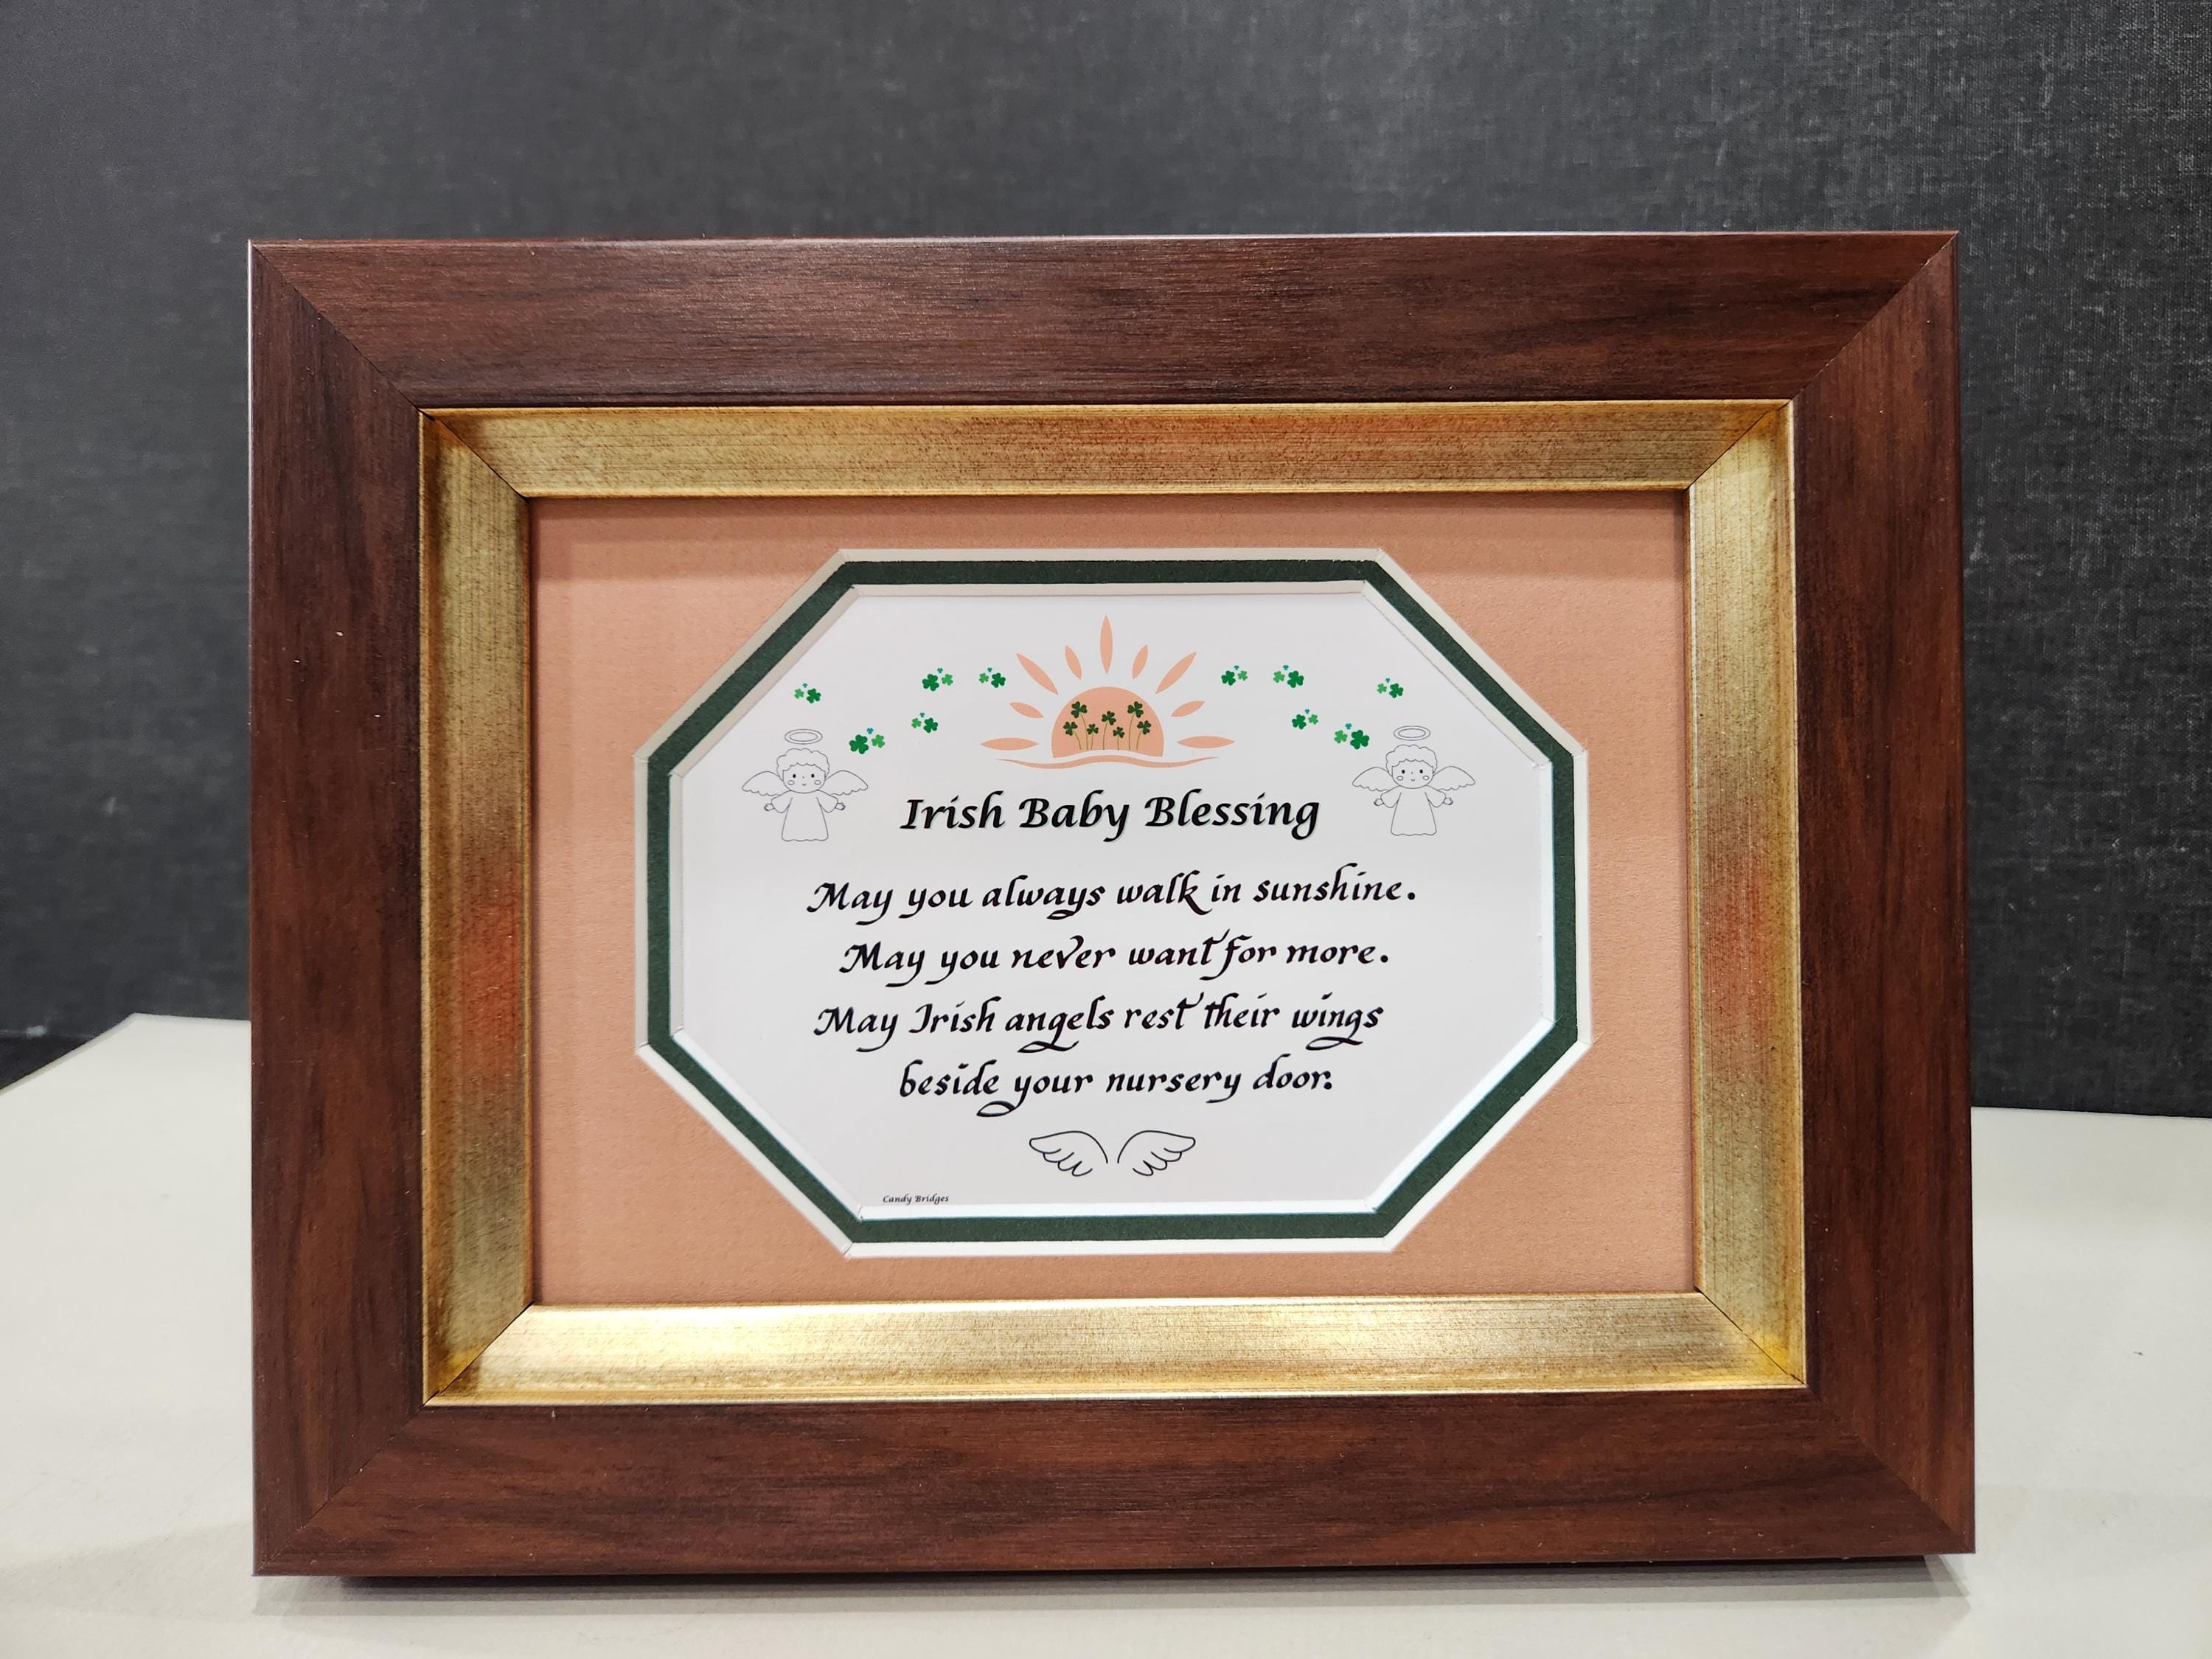 Irish Baby Blessing
May you always walk in sunshine.
May you never want for more.
May Irish angels rest their wings
beside your nursery door.
Candy Bridges